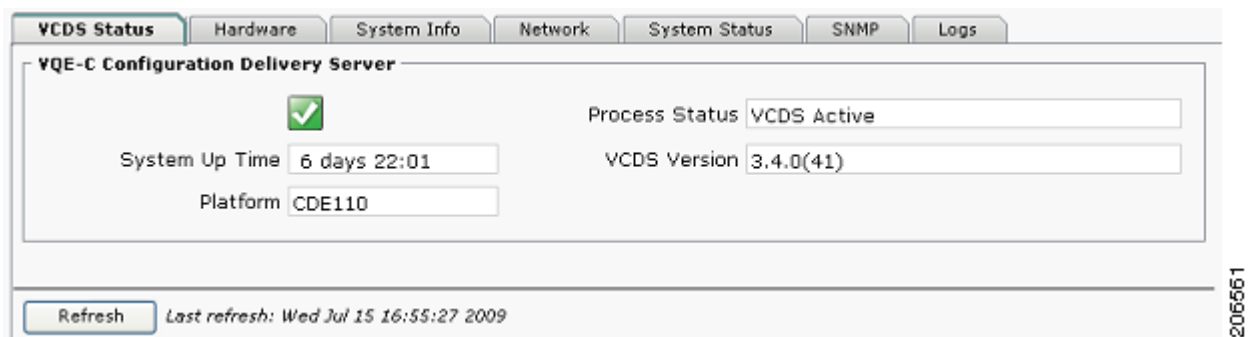 VCDS Status Hardware System Info Network System Status SNMP Logs
VQE-C Configuration Delivery Server
Process Status VCDS Active
System Up Time 6 days 22:01 VCDS Version 3.4.0(41)
Platform CDE110
Refresh Last refresh: Wed Jul 15 16:55:27 2009
206561